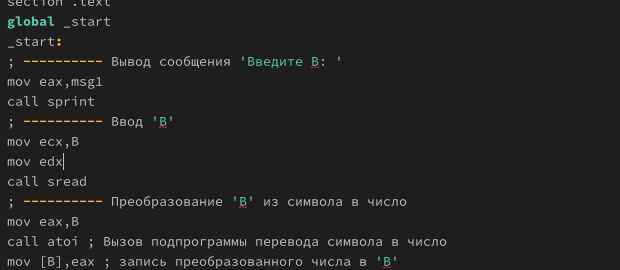 section .text
global _start
_start:
; ---------- Вывод сообщения 'Введите B: '
mov eax,msg1
call sprint
; ---------- Ввод 'B'
mov ecx,B
mov edx
call sread
; ---------- Преобразование 'B' из символа в число
mov eax,B
call atoi ; Вызов подпрограммы перевода символа в число
mov [B],eax ; запись преобразованного числа в 'B'